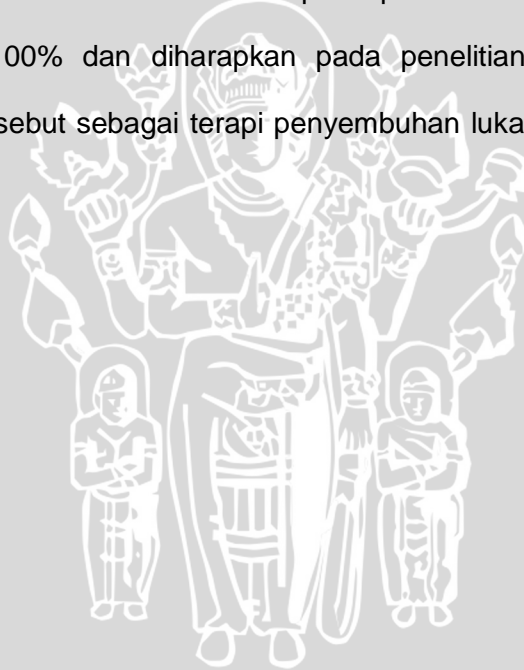 00% dan diharapkan pada penelitian
sebut sebagai terapi penyembuhan luka